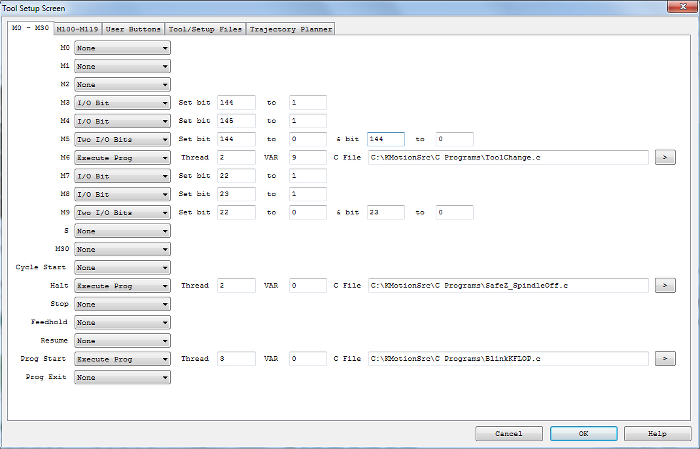 Tool Setup Screen
M0 - M30 M100-M119 User Buttons Tool/Setup Files Trajectory Planner
M0 None
M1 None
M2 None
M3 I/O Bit Set bit 144 to 1
M4 I/O Bit Set bit 145 to 1
M5 Two I/O Bits Set bit 144 to 0 & bit 144 to 0
M6 Execute Prog Thread 2 VAR 9 C File C:\KMotionSrc\C Programs\ToolChange.c >
M7 I/O Bit Set bit 22 to 1
M8 I/O Bit Set bit 23 to 1
M9 Two I/O Bits Set bit 22 to 0 & bit 23 to 0
S None
M30 None
Cycle Start None
Halt Execute Prog Thread 2 VAR 0 C File C:\KMotionSrc\C Programs\SafeZ_SpindleOff.c >
Stop None
Feedhold None
Resume None
Prog Start Execute Prog Thread 3 VAR 0 C File C:\KMotionSrc\C Programs\BlinkKFLOP.c >
Prog Exit None
Cancel OK Help